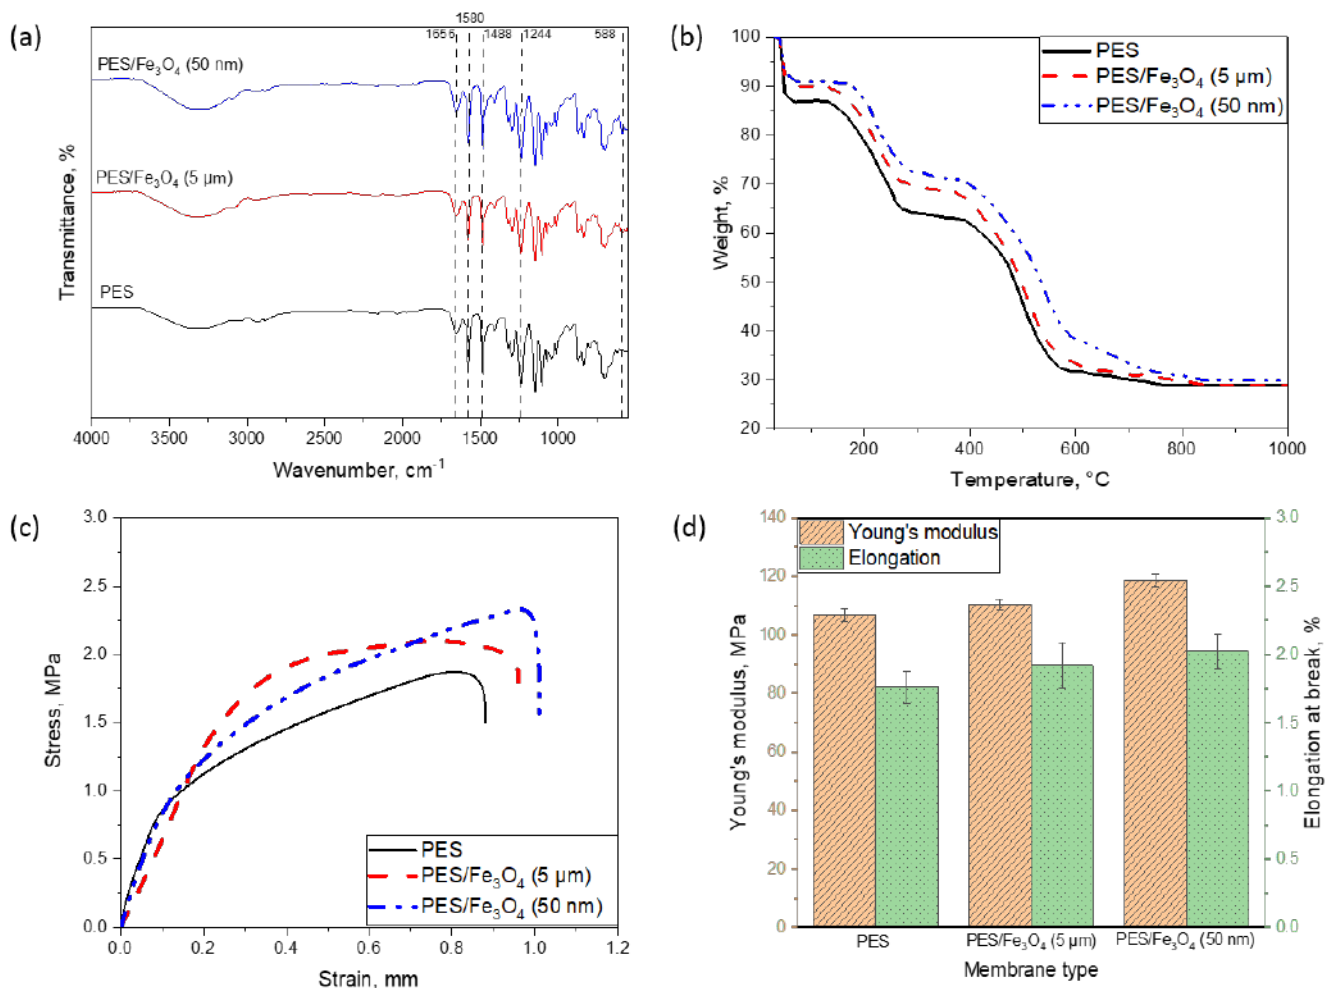 (a)
1580
1655 1488 1244 588
PES/Fe3O4 (50 nm)
PES/Fe3O4 (5 µm)
PES
Transmittance, %
4000 3500 3000 2500 2000 1500 1000
Wavenumber, cm-1
(b)
PES
PES/Fe3O4 (5 µm)
PES/Fe3O4 (50 nm)
100
90
80
70
60
50
40
30
20
Weight, %
200 400 600 800 1000
Temperature, °C
(c)
3.0
2.5
2.0
1.5
1.0
0.5
0.0
Stress, MPa
PES
PES/Fe3O4 (5 µm)
PES/Fe3O4 (50 nm)
0.0 0.2 0.4 0.6 0.8 1.0 1.2
Strain, mm
(d)
Young's modulus
Elongation
140
120
100
80
60
40
20
0
Young's modulus, MPa
3.0
2.5
2.0
1.5
1.0
0.5
0.0
Elongation at break, %
PES PES/Fe3O4 (5 µm) PES/Fe3O4 (50 nm)
Membrane type